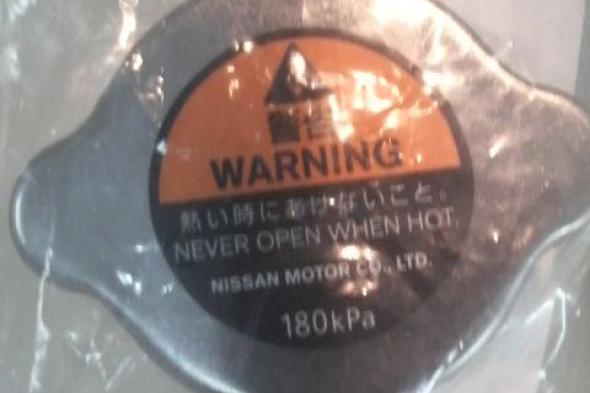 警告
WARNING
熱い時にあけないこと。
NEVER OPEN WHEN HOT.
NISSAN MOTOR CO., LTD.
180kPa